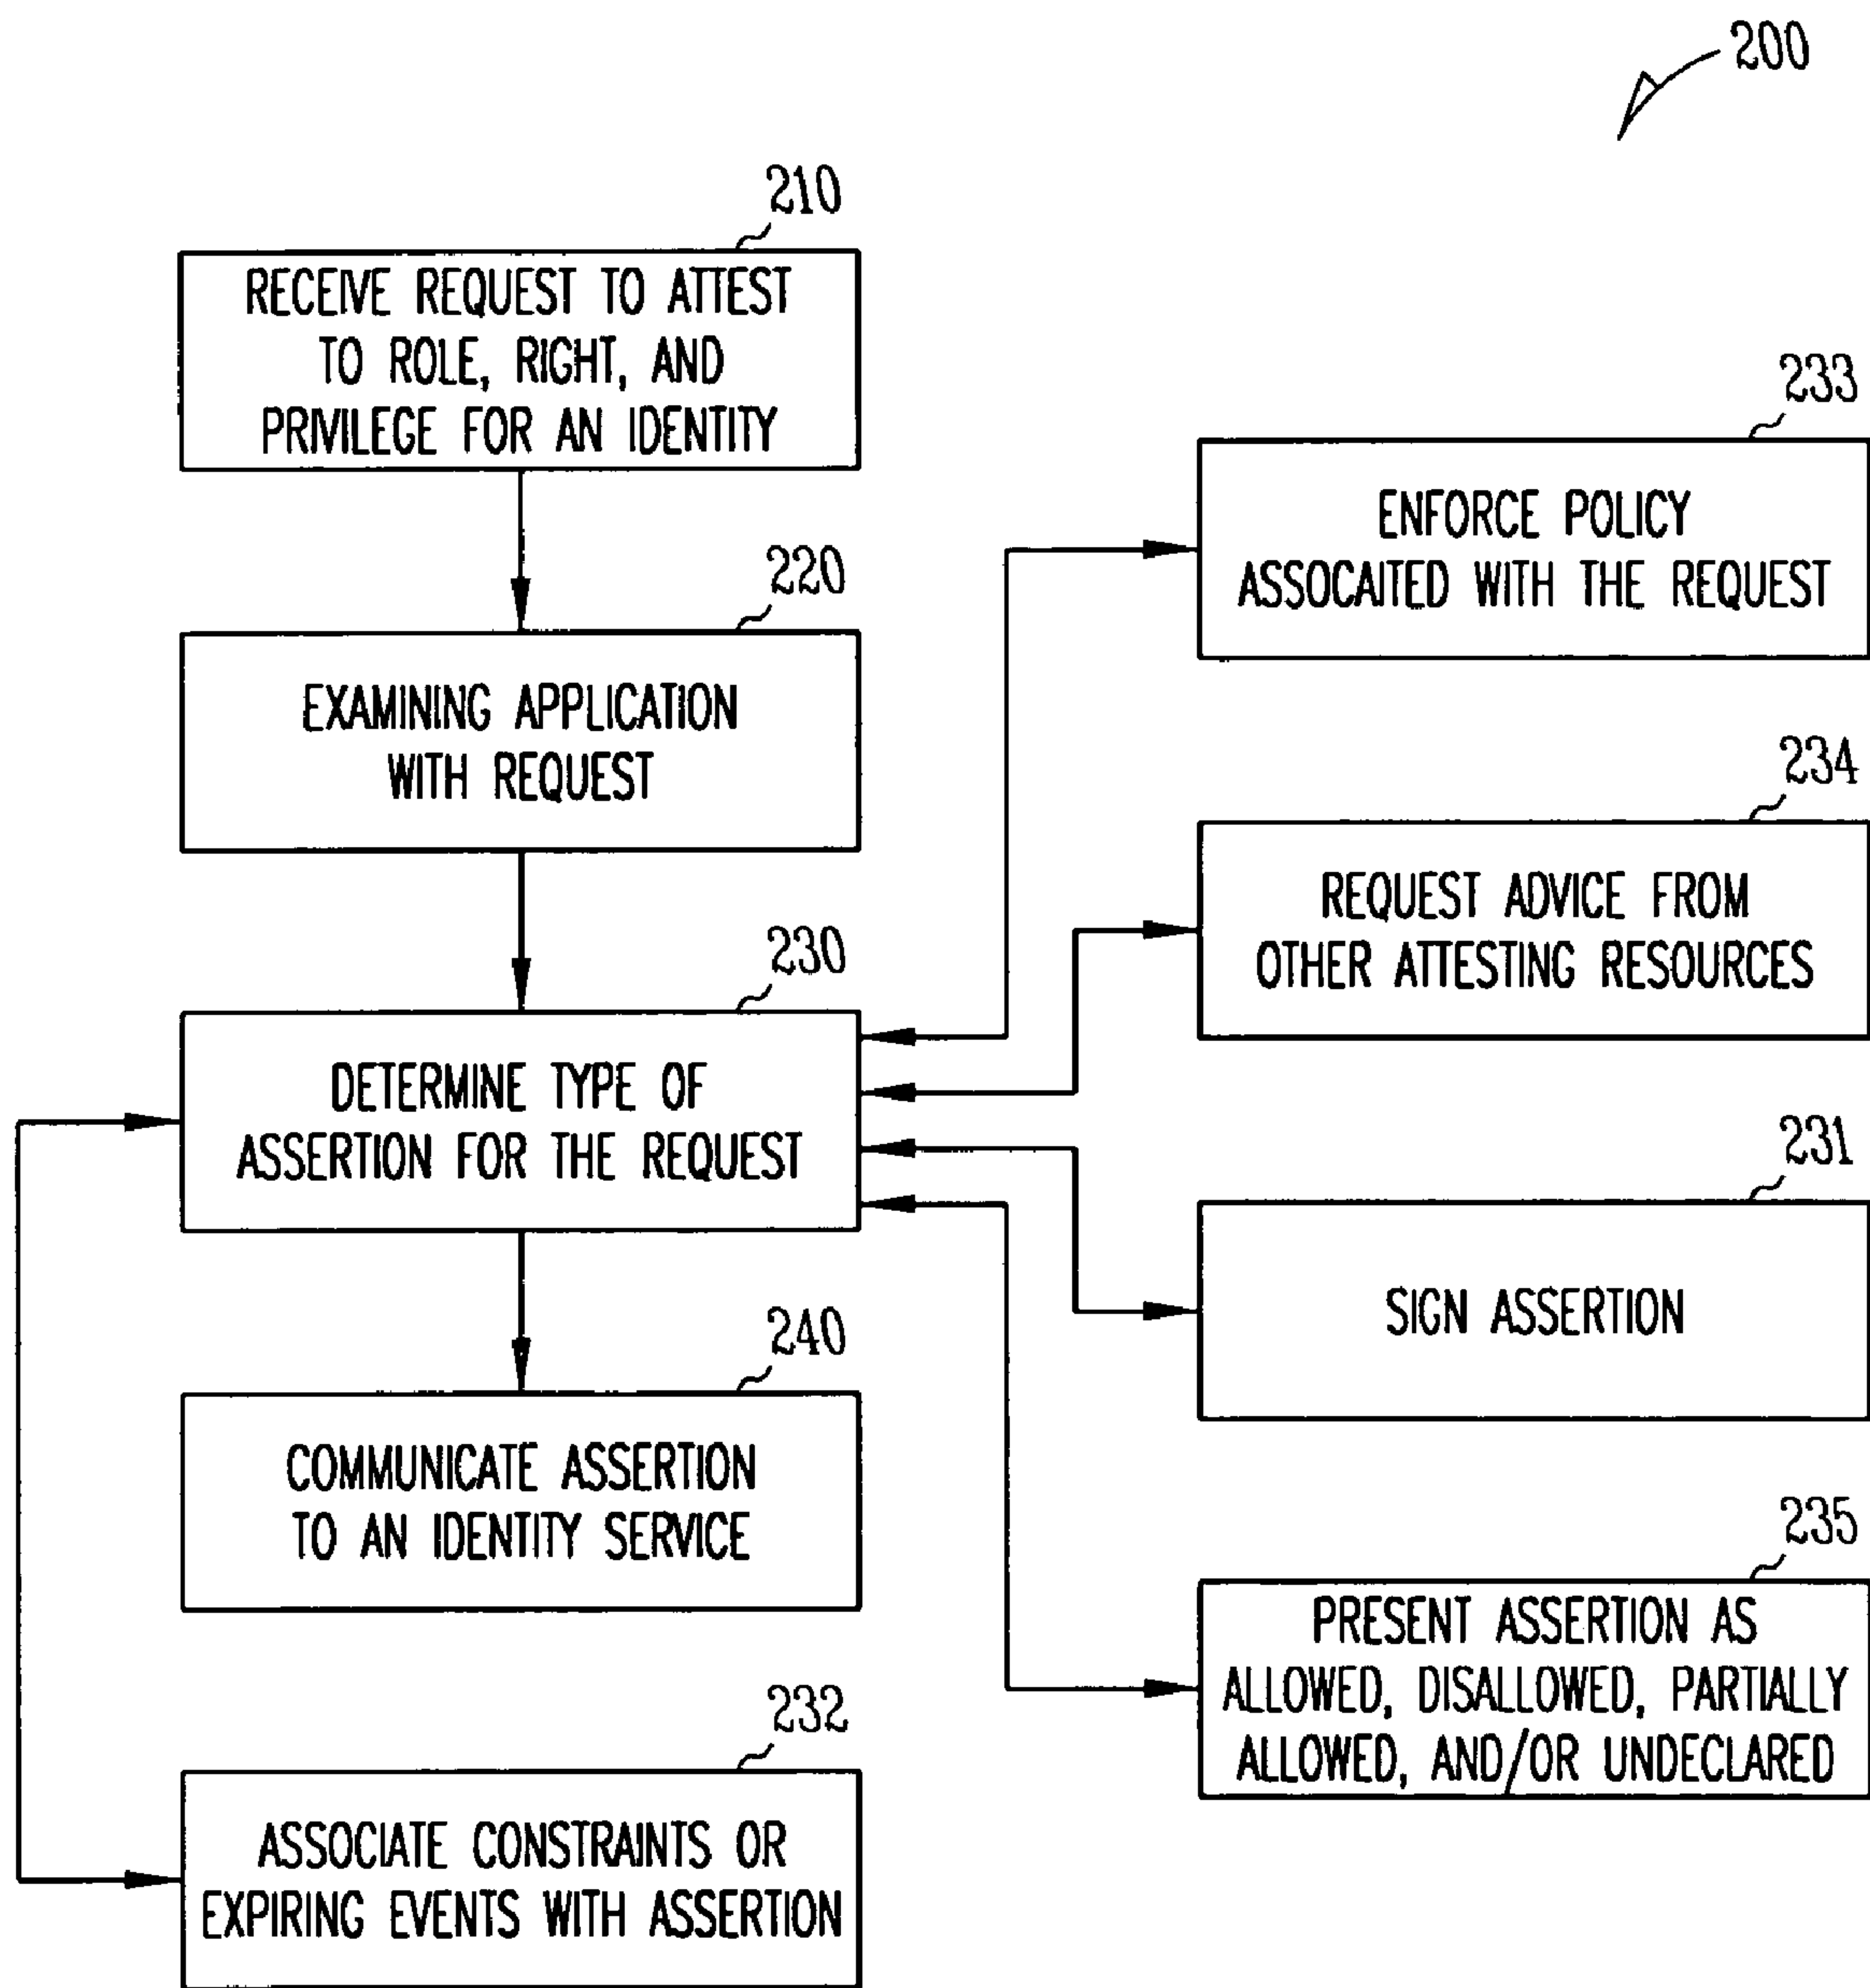 200
210
RECEIVE REQUEST TO ATTEST
TO ROLE, RIGHT, AND
PRIVILEGE FOR AN IDENTITY
220
EXAMINING APPLICATION
WITH REQUEST
230
DETERMINE TYPE OF
ASSERTION FOR THE REQUEST
240
COMMUNICATE ASSERTION
TO AN IDENTITY SERVICE
232
ASSOCIATE CONSTRAINTS OR
EXPIRING EVENTS WITH ASSERTION
233
ENFORCE POLICY
ASSOCAITED WITH THE REQUEST
234
REQUEST ADVICE FROM
OTHER ATTESTING RESOURCES
231
SIGN ASSERTION
235
PRESENT ASSERTION AS
ALLOWED, DISALLOWED, PARTIALLY
ALLOWED, AND/OR UNDECLARED